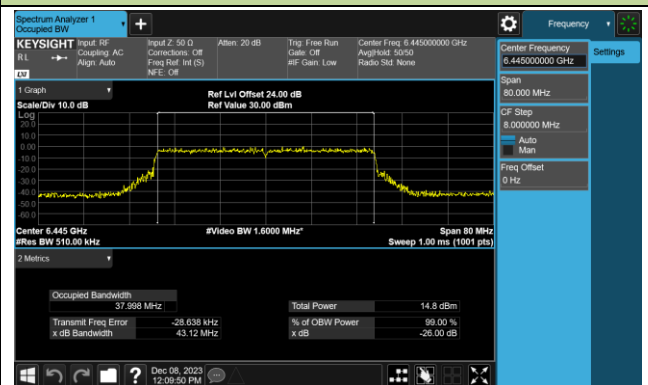 Spectrum Analyzer 1
Occupied BW
+
Frequency
KEYSIGHT
RL
LXI
Input: RF
Coupling: AC
Align: Auto
Input Z: 50 Ω
Corrections: Off
Freq Ref: Int (S)
NFE: Off
Atten: 20 dB
Trig: Free Run
Gate: Off
#IF Gain: Low
Center Freq: 6.445000000 GHz
Avg|Hold: 50/50
Radio Std: None
Center Frequency
6.445000000 GHz
Settings
Span
80.000 MHz
CF Step
8.000000 MHz
Auto
Man
Freq Offset
0 Hz
1 Graph
Scale/Div 10.0 dB
Ref Lvl Offset 24.00 dB
Ref Value 30.00 dBm
Log
20.0
10.0
0.00
-10.0
-20.0
-30.0
-40.0
-50.0
-60.0
Center 6.445 GHz
#Video BW 1.6000 MHz*
Span 80 MHz
#Res BW 510.00 kHz
Sweep 1.00 ms (1001 pts)
2 Metrics
Occupied Bandwidth
37.998 MHz
Total Power
14.8 dBm
Transmit Freq Error
-28.638 kHz
% of OBW Power
99.00 %
x dB Bandwidth
43.12 MHz
x dB
-26.00 dB
?
Dec 08, 2023
12:09:50 PM